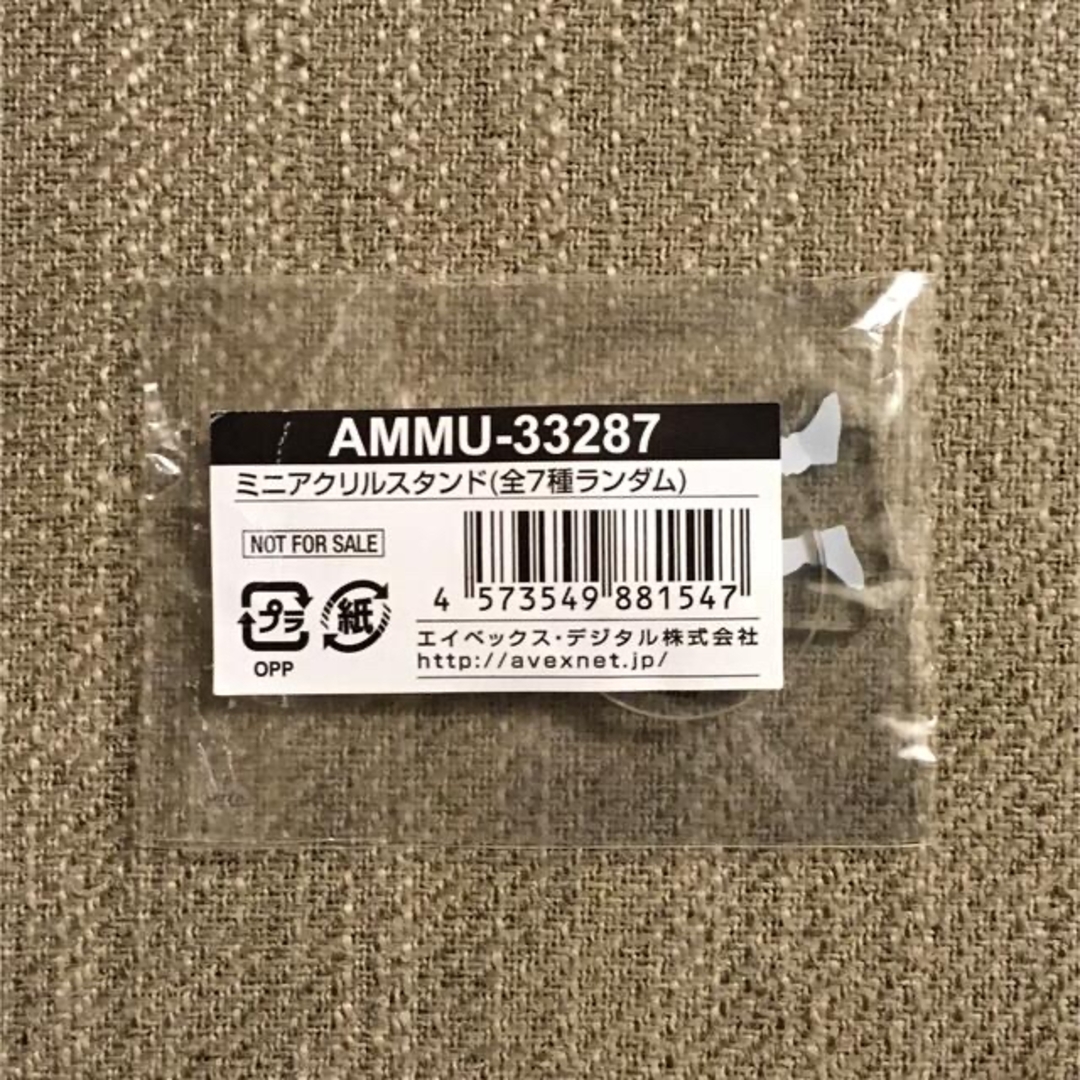 AMMU-33287
ミニアクリルスタンド(全7種ランダム)
NOT FOR SALE
4 573549 881547
プラ
紙
OPP
エイベックス・デジタル株式会社
http://avexnet.jp/